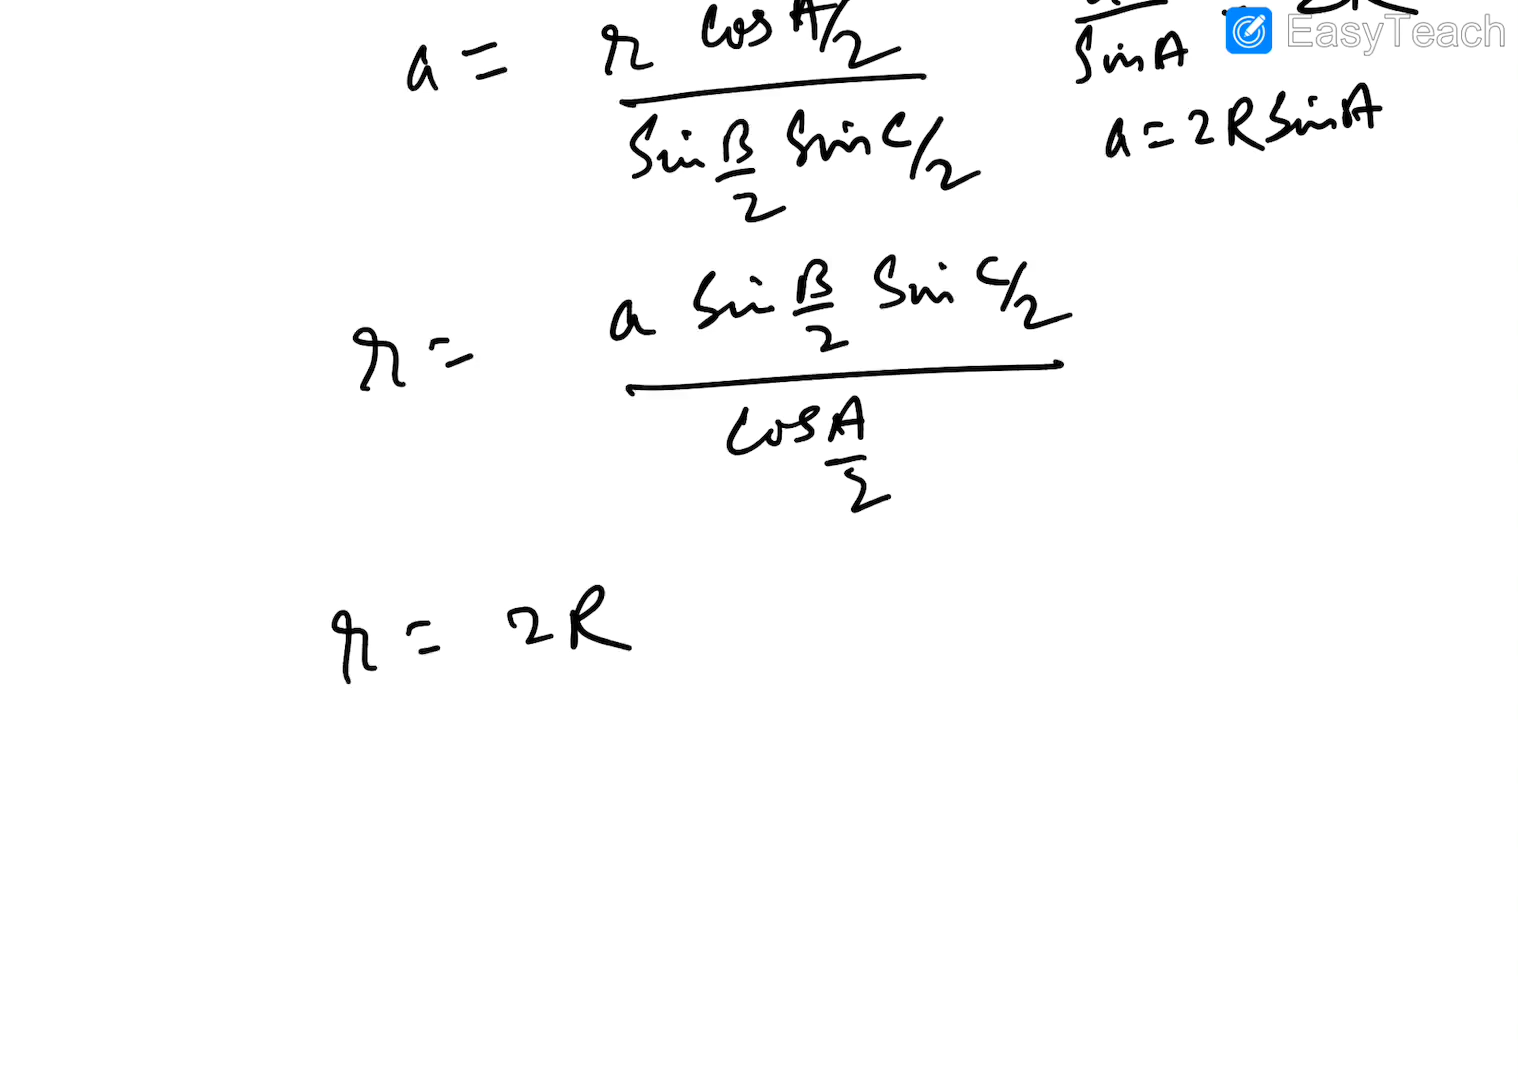 a = r cos A/2 / Sin B/2 Sin C/2
Sin A
EasyTeach
a = 2R Sin A
r = a Sin B/2 Sin C/2 / cos A/2
r = 2R